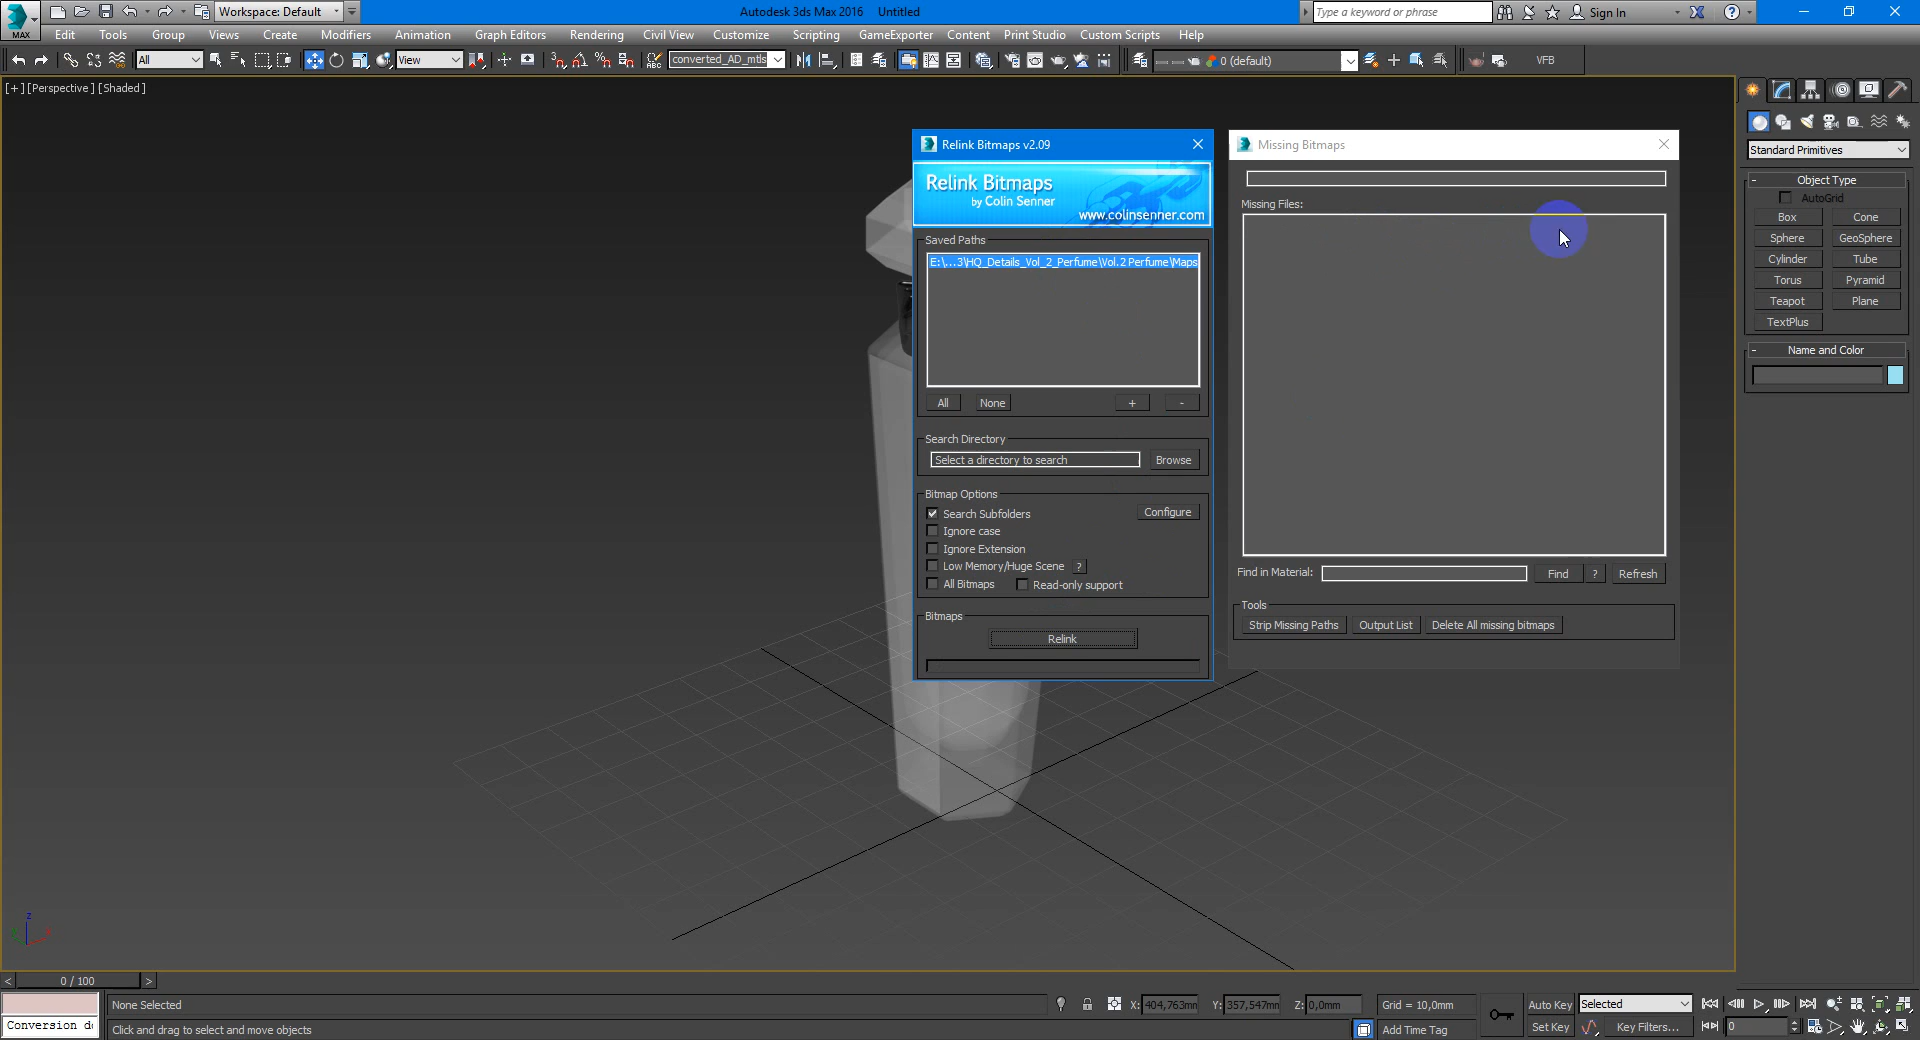 MAX
Workspace: Default
Autodesk 3ds Max 2016 Untitled
Type a keyword or phrase
Sign In
Edit Tools Group Views Create Modifiers Animation Graph Editors Rendering Civil View Customize Scripting GameExporter Content Print Studio Custom Scripts Help
All
View
ABC
converted_AD_mtls
0 (default)
VFB
[+] [Perspective] [Shaded]
Relink Bitmaps v2.09
Relink Bitmaps
by Colin Senner
www.colinsenner.com
Saved Paths
E:\...3\HQ_Details_Vol_2_Perfume\Vol.2 Perfume\Maps
All None + -
Search Directory
Select a directory to search
Browse
Bitmap Options
Search Subfolders
Configure
Ignore case
Ignore Extension
Low Memory/Huge Scene ?
All Bitmaps Read-only support
Bitmaps
Relink
Missing Bitmaps
Missing Files:
Find in Material:
Find ? Refresh
Tools
Strip Missing Paths Output List Delete All missing bitmaps
Standard Primitives
- Object Type
AutoGrid
Box Cone
Sphere GeoSphere
Cylinder Tube
Torus Pyramid
Teapot Plane
TextPlus
- Name and Color
z
< 0 / 100 >
None Selected
X: 404,763mm Y: 357,547mm Z: 0,0mm
Grid = 10,0mm
Auto Key Selected
Conversion do
Click and drag to select and move objects
Add Time Tag
Set Key Key Filters...
0